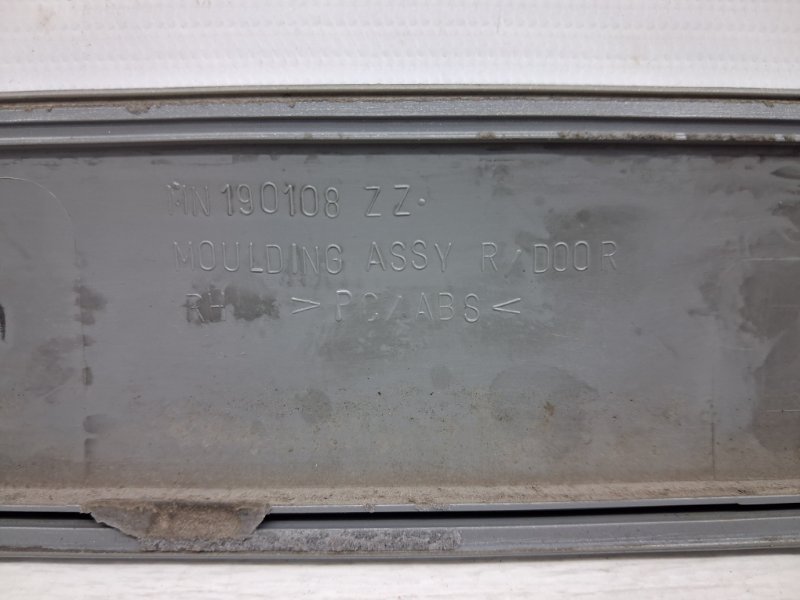 MN190108 ZZ.
MOULDING ASSY R/DOOR
RH >PC/ABS<